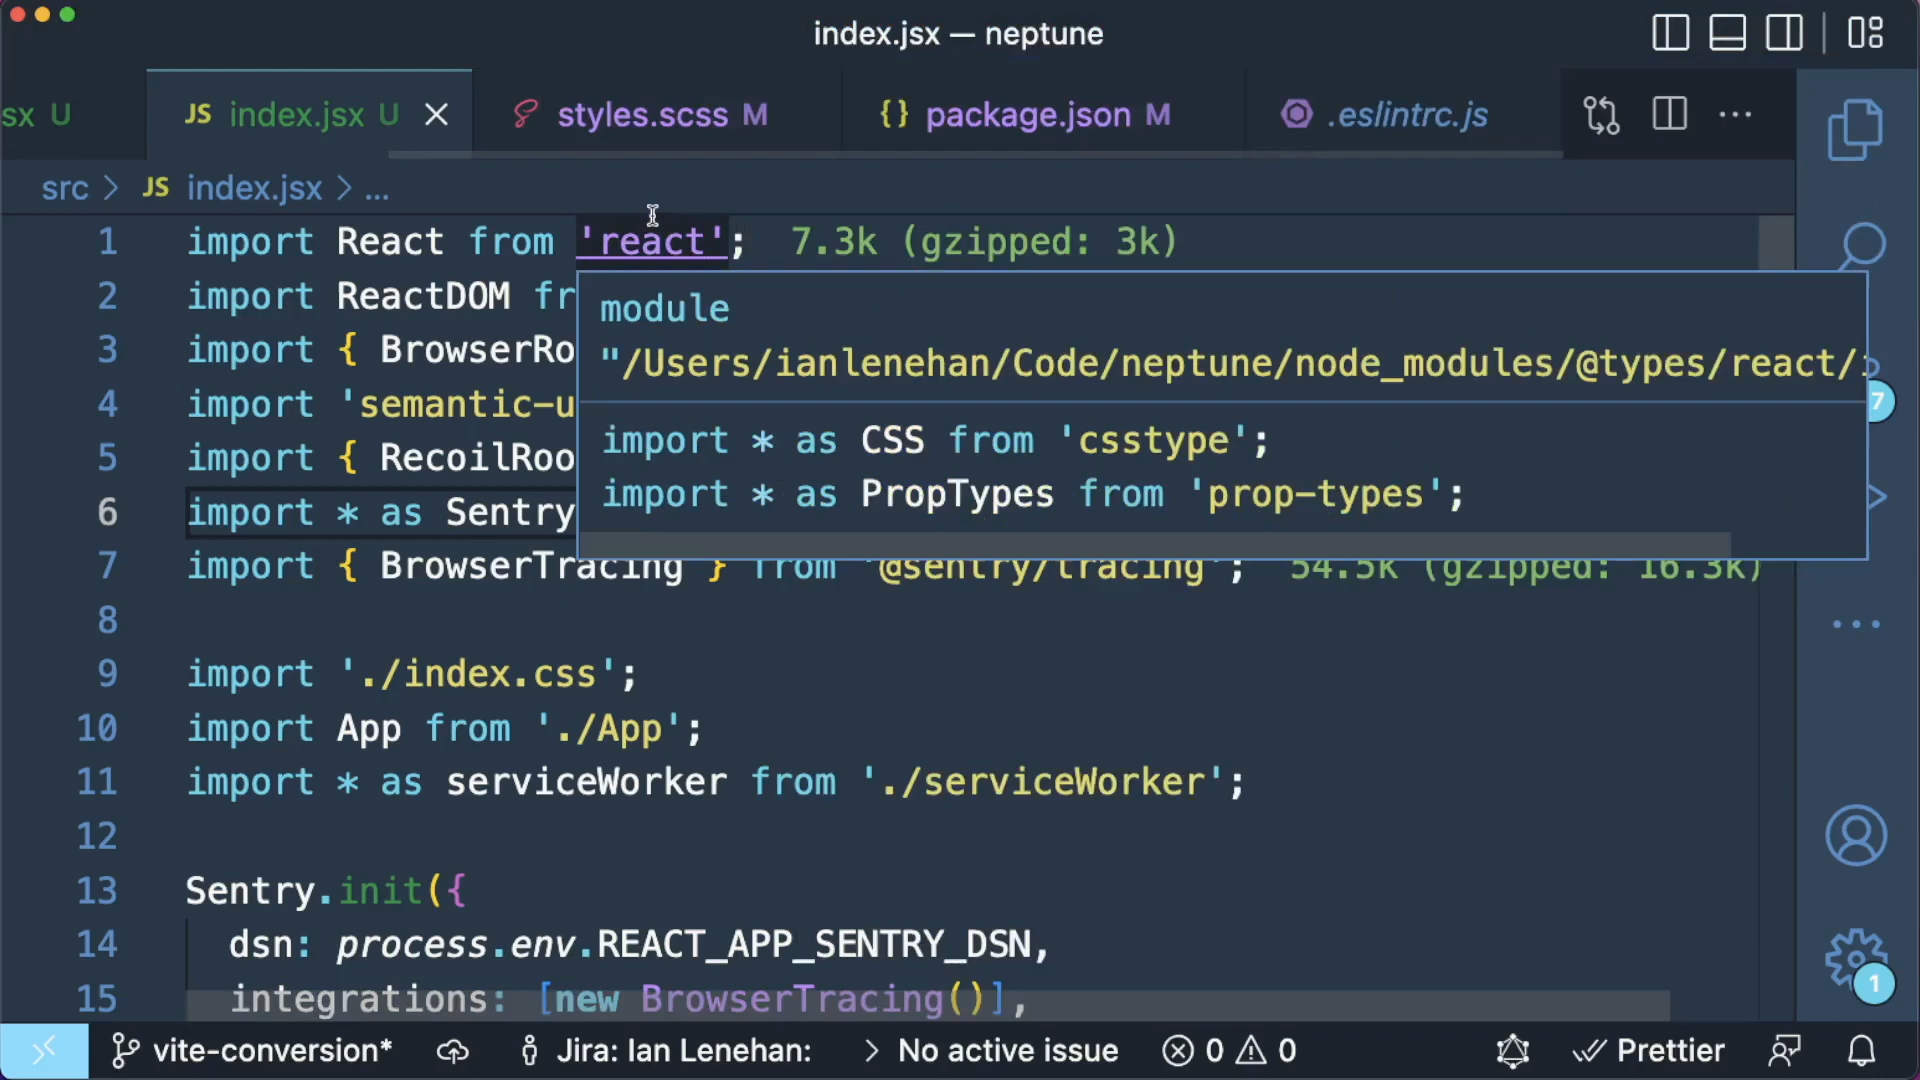 index.jsx — neptune
sx U
JS index.jsx U
styles.scss M
{} package.json M
.eslintrc.js
src > JS index.jsx > ...
1 import React from 'react'; 7.3k (gzipped: 3k)
2 import ReactDOM fr
3 import { BrowserRo
4 import 'semantic-u
5 import { RecoilRoo
6 import * as Sentry
7 import { BrowserTracing } from '@sentry/tracing'; 54.5k (gzipped: 16.3k)
module
"/Users/ianlenehan/Code/neptune/node_modules/@types/react/
import * as CSS from 'csstype';
import * as PropTypes from 'prop-types';
7
8
9 import './index.css';
10 import App from './App';
11 import * as serviceWorker from './serviceWorker';
12
13 Sentry.init({
14 dsn: process.env.REACT_APP_SENTRY_DSN,
15 integrations: [new BrowserTracing()],
1
vite-conversion* Jira: Ian Lenehan: > No active issue 0 0 Prettier